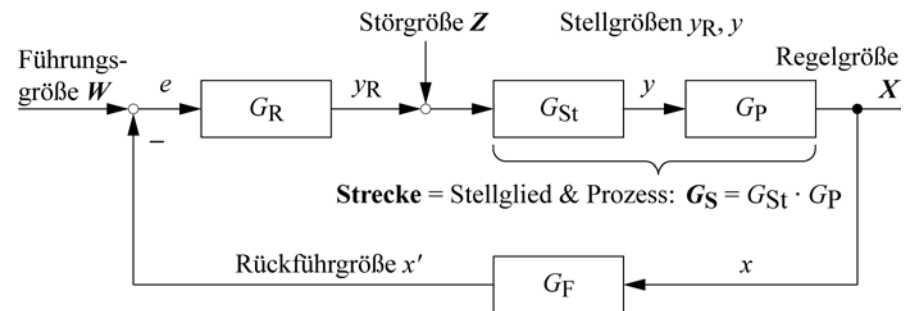 Störgröße Z
Stellgrößen yR, y
Führungs-
größe W
Regelgröße
X
e
GR
yR
GSt
y
GP
–
Strecke = Stellglied & Prozess: GS = GSt · GP
Rückführgröße x'
GF
x